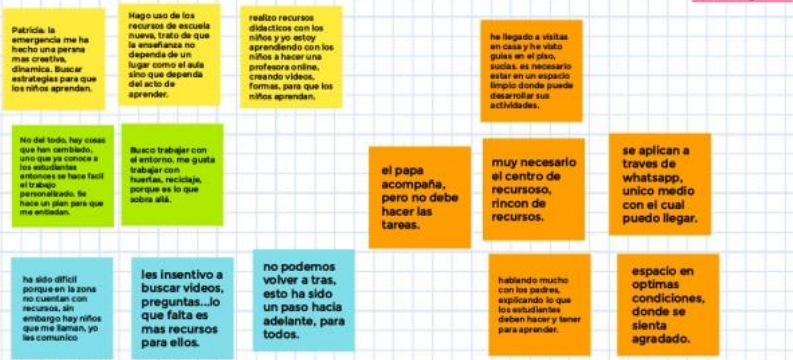 Patricia. la
emergencia me ha
hecho una persna
mas creativa,
dinamica. Buscar
estrategias para que
los niños aprendan.
Hago uso de los
recursos de escuela
nueva, trato de que
la enseñanza no
dependa de un
lugar como el aula
sino que dependa
del acto de
aprender.
realizo recursos
didacticos con los
niños y yo estoy
aprendiendo con los
niños a hacer una
profesora online,
creando videos,
formas, para que los
niños aprendan.
he llegado a visitas
en casa y he visto
guias en el piso,
sucias. es necesario
estar en un espacio
limpio donde puede
desarrollar sus
actividades.
No del todo, hay cosas
que han cambiado,
uno que ya conoce a
los estudiantes
entonces se hace facil
el trabajo
personalizado. Se
hace un plan para que
me entiedan.
Busco trabajar con
el entorno, me gusta
trabajar con
huertas, reciclaje,
porque es lo que
sobra allá.
el papa
acompaña,
pero no debe
hacer las
tareas.
muy necesario
el centro de
recursoso,
rincon de
recursos.
se aplican a
traves de
whatsapp,
unico medio
con el cual
puedo llegar.
ha sido dificil
porque en la zona
no cuentan con
recursos, sin
embargo hay niños
que me llaman, yo
les comunico
les insentivo a
buscar videos,
preguntas...lo
que falta es
mas recursos
para ellos.
no podemos
volver a tras,
esto ha sido
un paso hacia
adelante, para
todos.
hablando mucho
con los padres,
explicando lo que
los estudiantes
deben hacer y tener
para aprender.
espacio en
optimas
condiciones,
donde se
sienta
agradado.